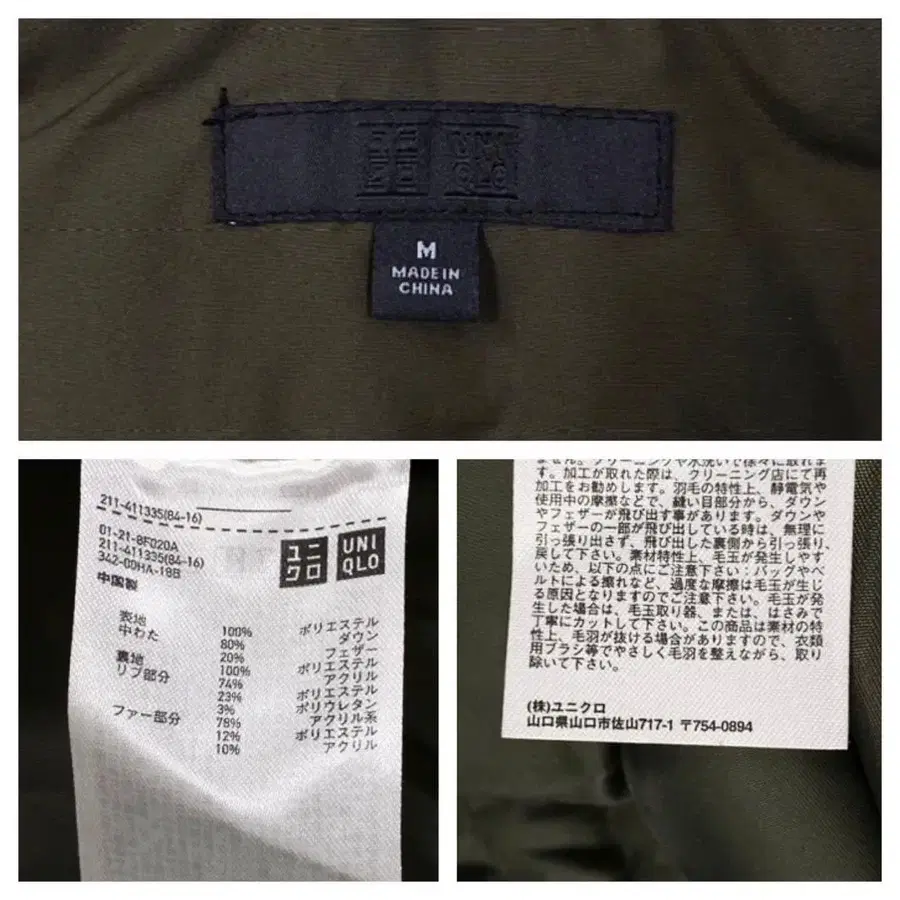 UNI
QLO
M
MADE IN
CHINA
211-411335(84-16)
01-21-8F020A
211-411335(84-16)
342-00HA-18B
中国製
ユニ
クロ
UNI
QLO
表地 100% ポリエステル
中わた 80% ダウン
20% フェザー
裏地 100% ポリエステル
リブ部分 74% アクリル
23% ポリエステル
3% ポリウレタン
ファー部分 78% アクリル系
12% ポリエステル
10% アクリル
ません。クリーニングや水洗いで徐々に取れま
す。加工が取れた際は、クリーニング店にて再
加工をお勧めします。羽毛の特性上、静電気や
使用中の摩擦などで、縫い目部分から、ダウン
やフェザーが飛び出す事があります。ダウンや
フェザーの一部が飛び出している時は、無理に
引っ張り出さず、飛び出した裏側から引っ張り、
戻して下さい。素材特性上、毛玉が発生しやす
いため、以下の点にご注意下さい:バッグやベ
ルトによる擦れなど、過度な摩擦は毛玉が生じ
る原因となりますのでご注意下さい。毛玉が発
生した場合は、毛玉取り器、または、はさみで
丁寧にカットして下さい。この商品は素材の特
性上、毛羽が抜ける場合がありますので、衣類
用ブラシ等でやさしく毛羽を整えながら、取り
除いて下さい。
(株)ユニクロ
山口県山口市佐山717-1 〒754-0894